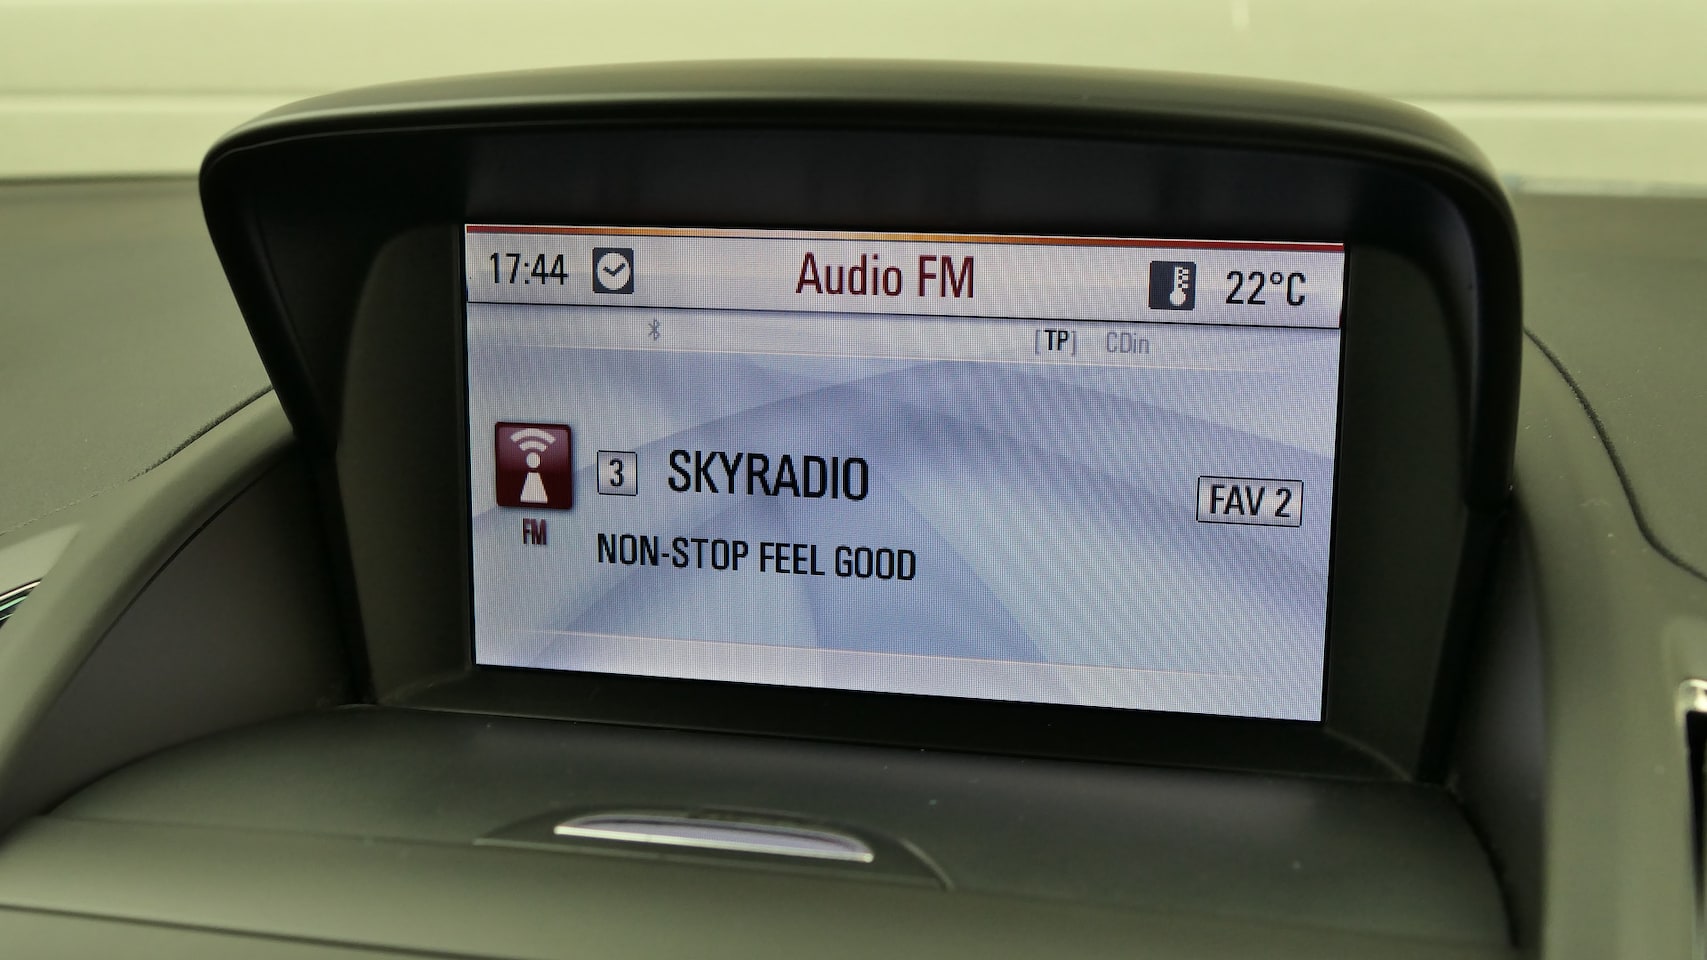 17:44 Audio FM 22°C
[TP] CDin
3 SKYRADIO FAV 2
FM
NON-STOP FEEL GOOD